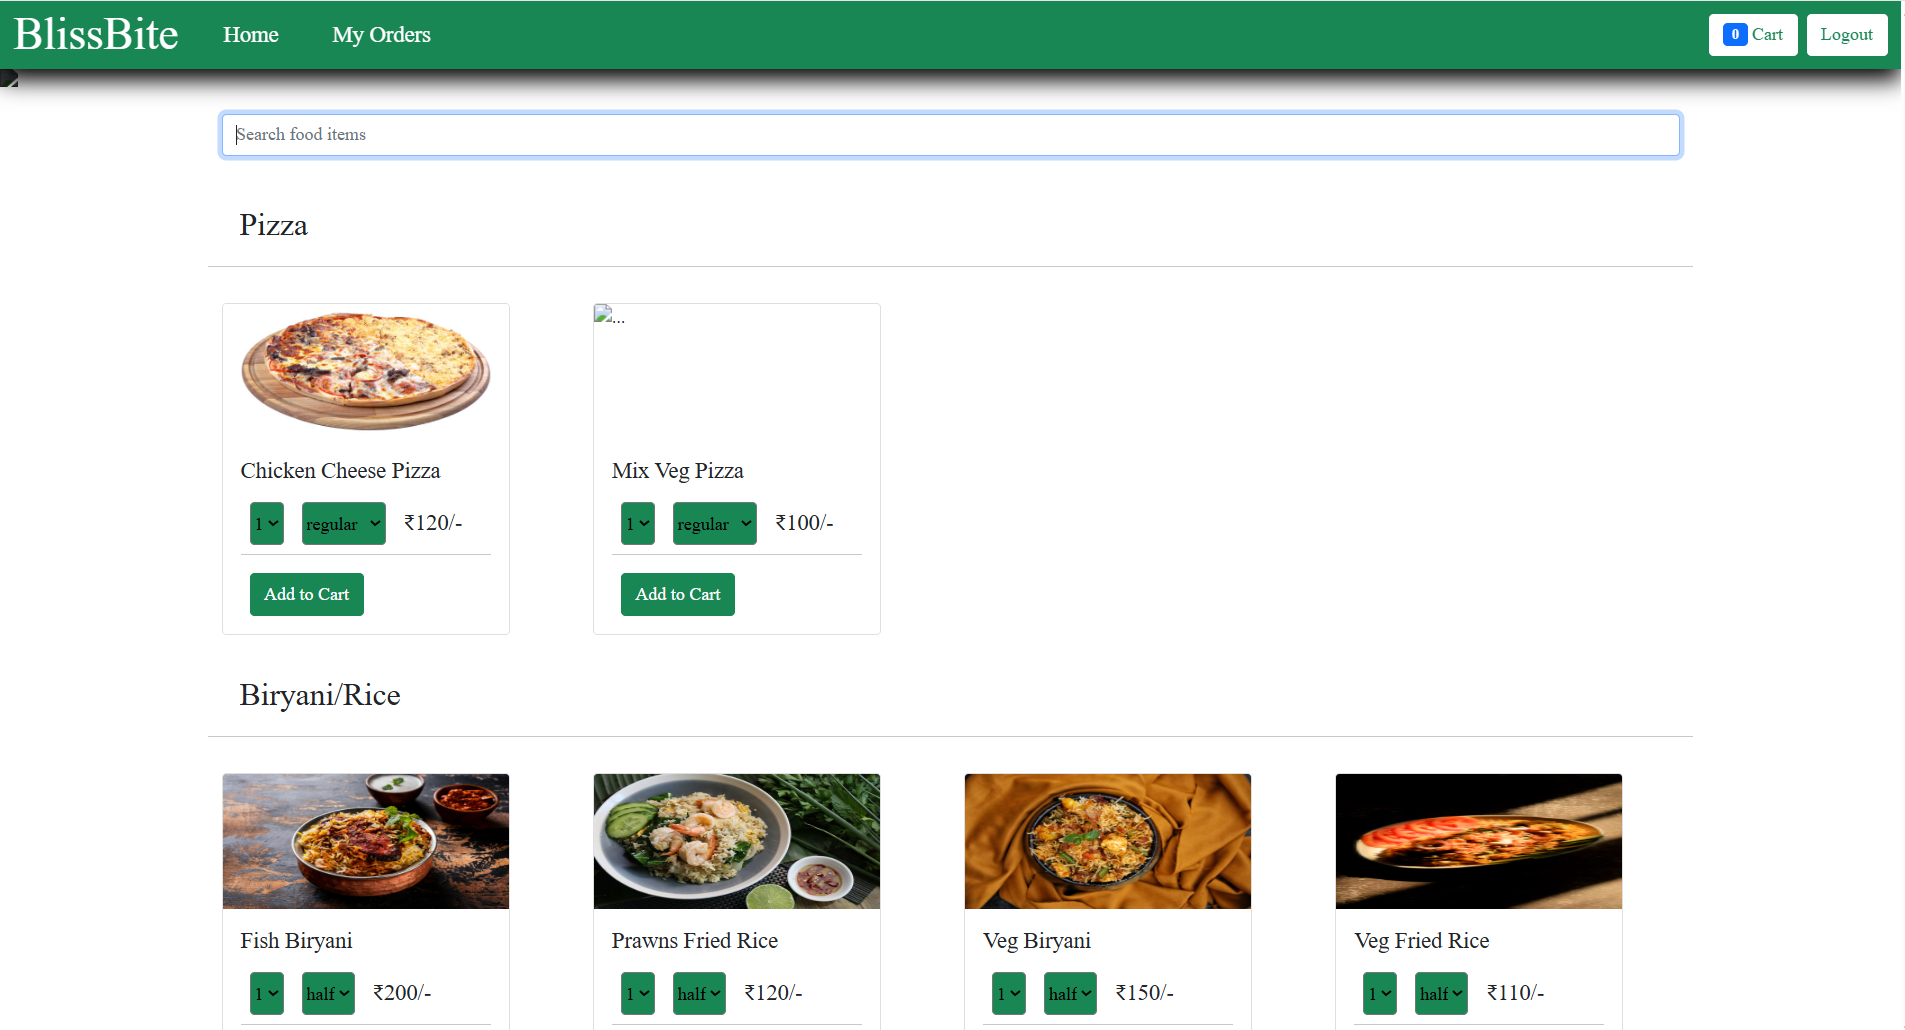 BlissBite Home My Orders 0 Cart Logout
Search food items
Pizza
...
Chicken Cheese Pizza Mix Veg Pizza
1 regular ₹120/- 1 regular ₹100/-
Add to Cart Add to Cart
Biryani/Rice
Fish Biryani Prawns Fried Rice Veg Biryani Veg Fried Rice
1 half ₹200/- 1 half ₹120/- 1 half ₹150/- 1 half ₹110/-